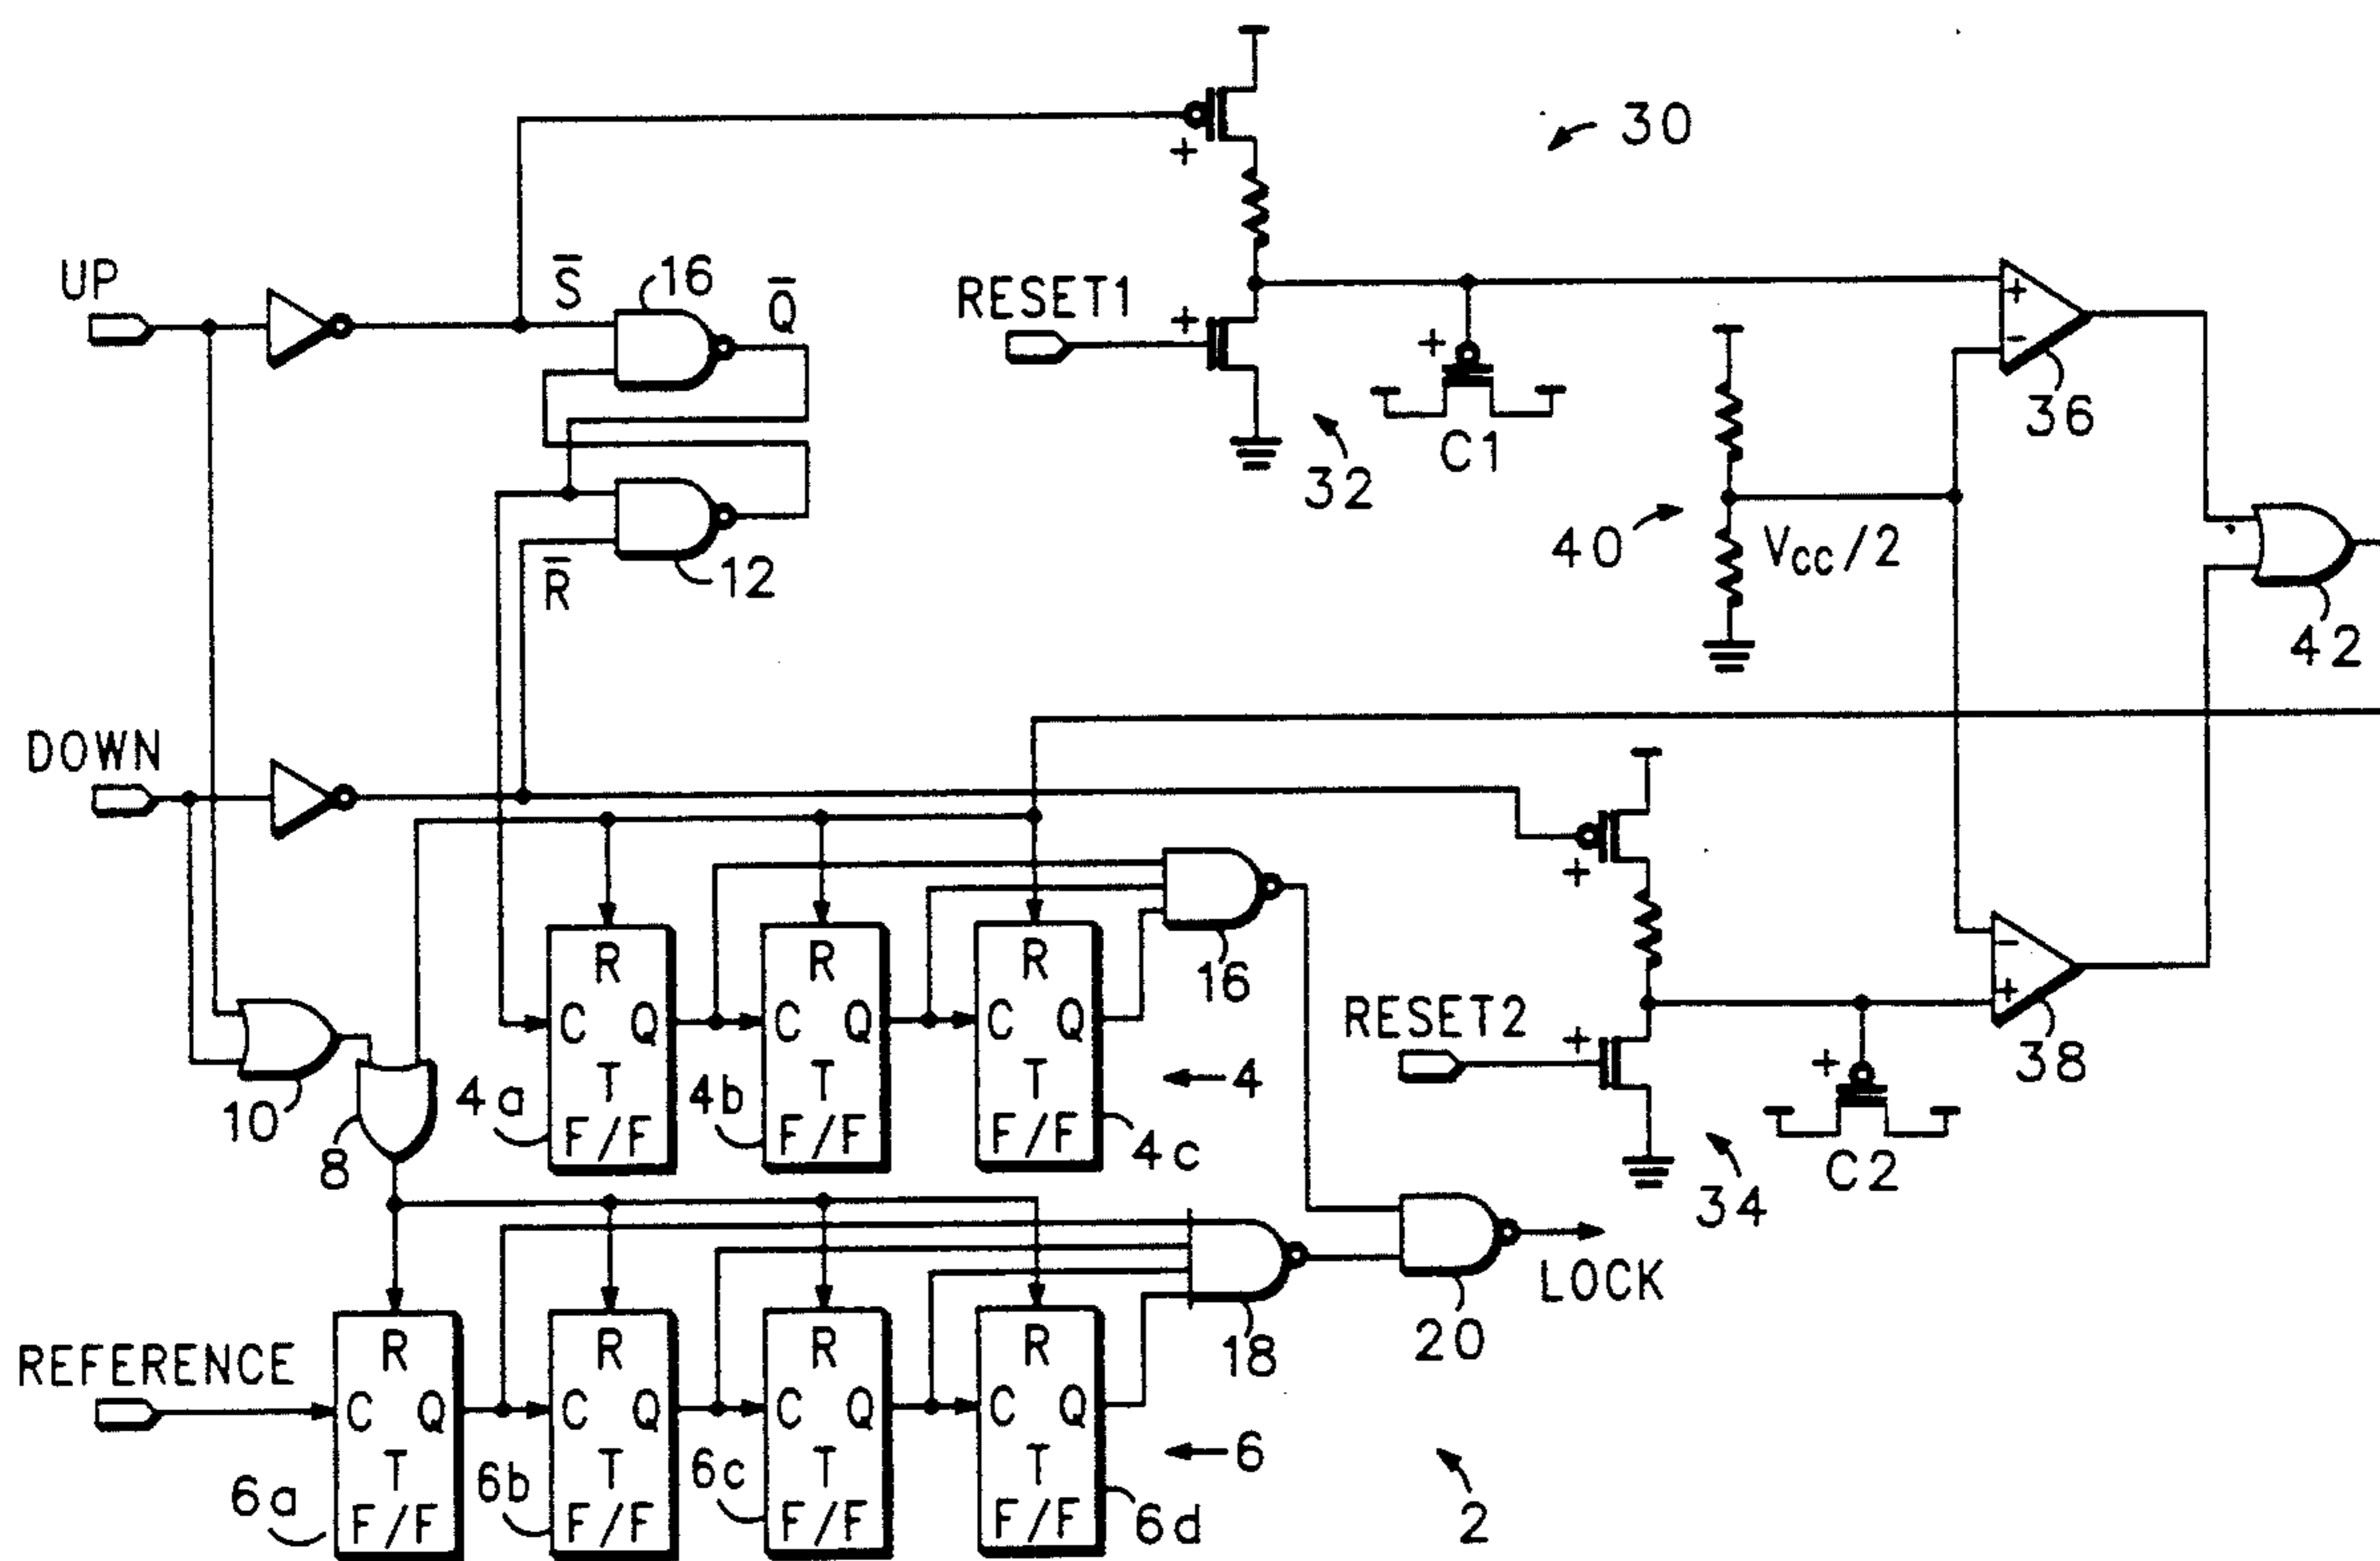 30
UP
S̅
16
Q̅
RESET1
+
+
+
+
-
36
C1
32
40
V_CC/2
R̅
12
42
DOWN
+
-
+
38
16
R
R
R
C Q
C Q
C Q
T
T
T
F/F
F/F
F/F
4a
4b
4c
4
RESET2
+
+
C2
34
10
8
LOCK
18
20
REFERENCE
R
R
R
R
C Q
C Q
C Q
C Q
T
T
T
T
F/F
F/F
F/F
F/F
6a
6b
6c
6d
6
2